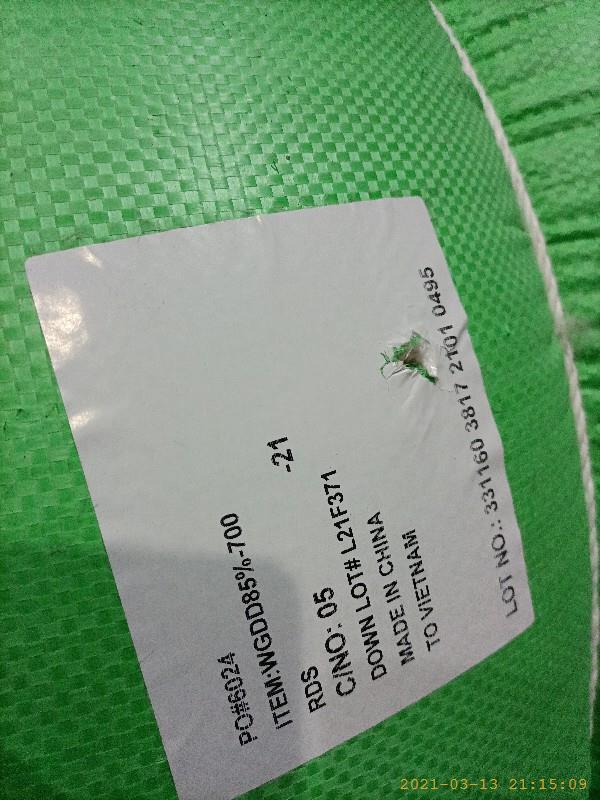 PO#6024
ITEM:WGDD85%-700
-21
RDS
C/NO: 05
DOWN LOT# L21F371
MADE IN CHINA
TO VIETNAM
LOT NO.: 331160 3817 2101 0495
2021-03-13 21:15:09